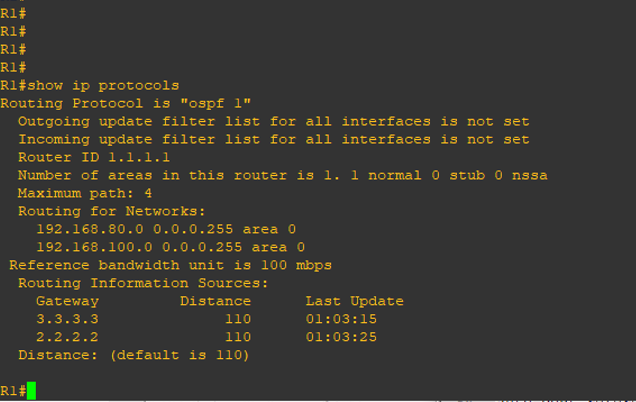 R1#
R1#
R1#
R1#
R1#show ip protocols
Routing Protocol is "ospf 1"
Outgoing update filter list for all interfaces is not set
Incoming update filter list for all interfaces is not set
Router ID 1.1.1.1
Number of areas in this router is 1. 1 normal 0 stub 0 nssa
Maximum path: 4
Routing for Networks:
192.168.80.0 0.0.0.255 area 0
192.168.100.0 0.0.0.255 area 0
Reference bandwidth unit is 100 mbps
Routing Information Sources:
Gateway Distance Last Update
3.3.3.3 110 01:03:15
2.2.2.2 110 01:03:25
Distance: (default is 110)
R1#